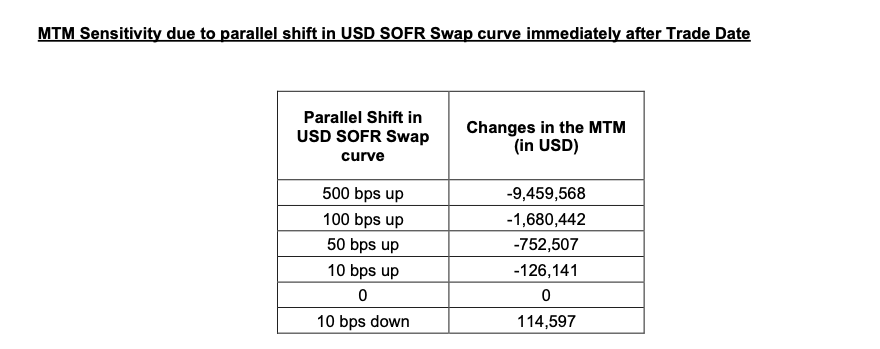 MTM Sensitivity due to parallel shift in USD SOFR Swap curve immediately after Trade Date
Parallel Shift in
USD SOFR Swap
curve
Changes in the MTM
(in USD)
500 bps up -9,459,568
100 bps up -1,680,442
50 bps up -752,507
10 bps up -126,141
0 0
10 bps down 114,597